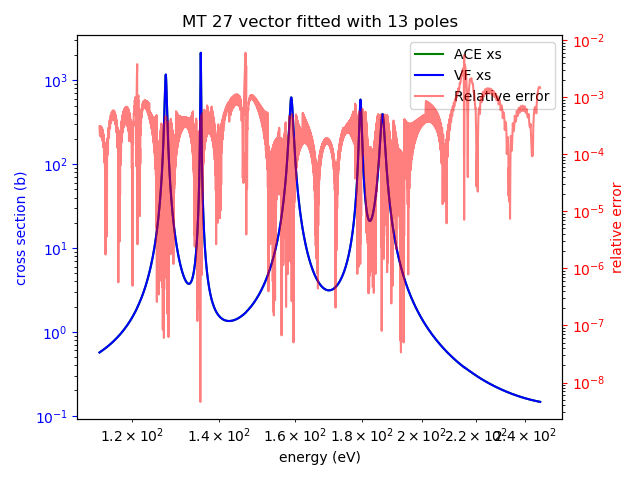 MT 27 vector fitted with 13 poles
ACE xs
VF xs
Relative error
cross section (b)
10³
10²
10¹
10⁰
10⁻¹
relative error
10⁻²
10⁻³
10⁻⁴
10⁻⁵
10⁻⁶
10⁻⁷
10⁻⁸
1.2 × 10² 1.4 × 10² 1.6 × 10² 1.8 × 10² 2 × 10² 2.2 × 10² 2.4 × 10²
energy (eV)